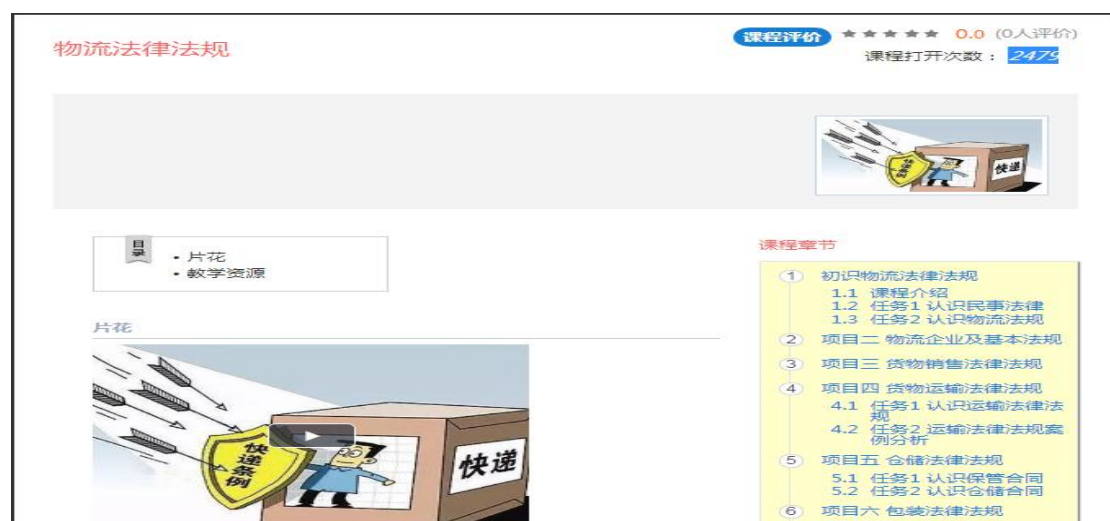 物流法律法规
课程评价 ★★★★★ 0.0 (0人评价)
课程打开次数： 2479
快递条例
快递
目录
• 片花
• 教学资源
片花
快递条例
快递
课程章节
1 初识物流法律法规
1.1 课程介绍
1.2 任务1 认识民事法律
1.3 任务2 认识物流法规
2 项目二 物流企业及基本法规
3 项目三 货物销售法律法规
4 项目四 货物运输法律法规
4.1 任务1 认识运输法律法
规
4.2 任务2 运输法律法规案
例分析
5 项目五 仓储法律法规
5.1 任务1 认识保管合同
5.2 任务2 认识仓储合同
6 项目六 包装法律法规